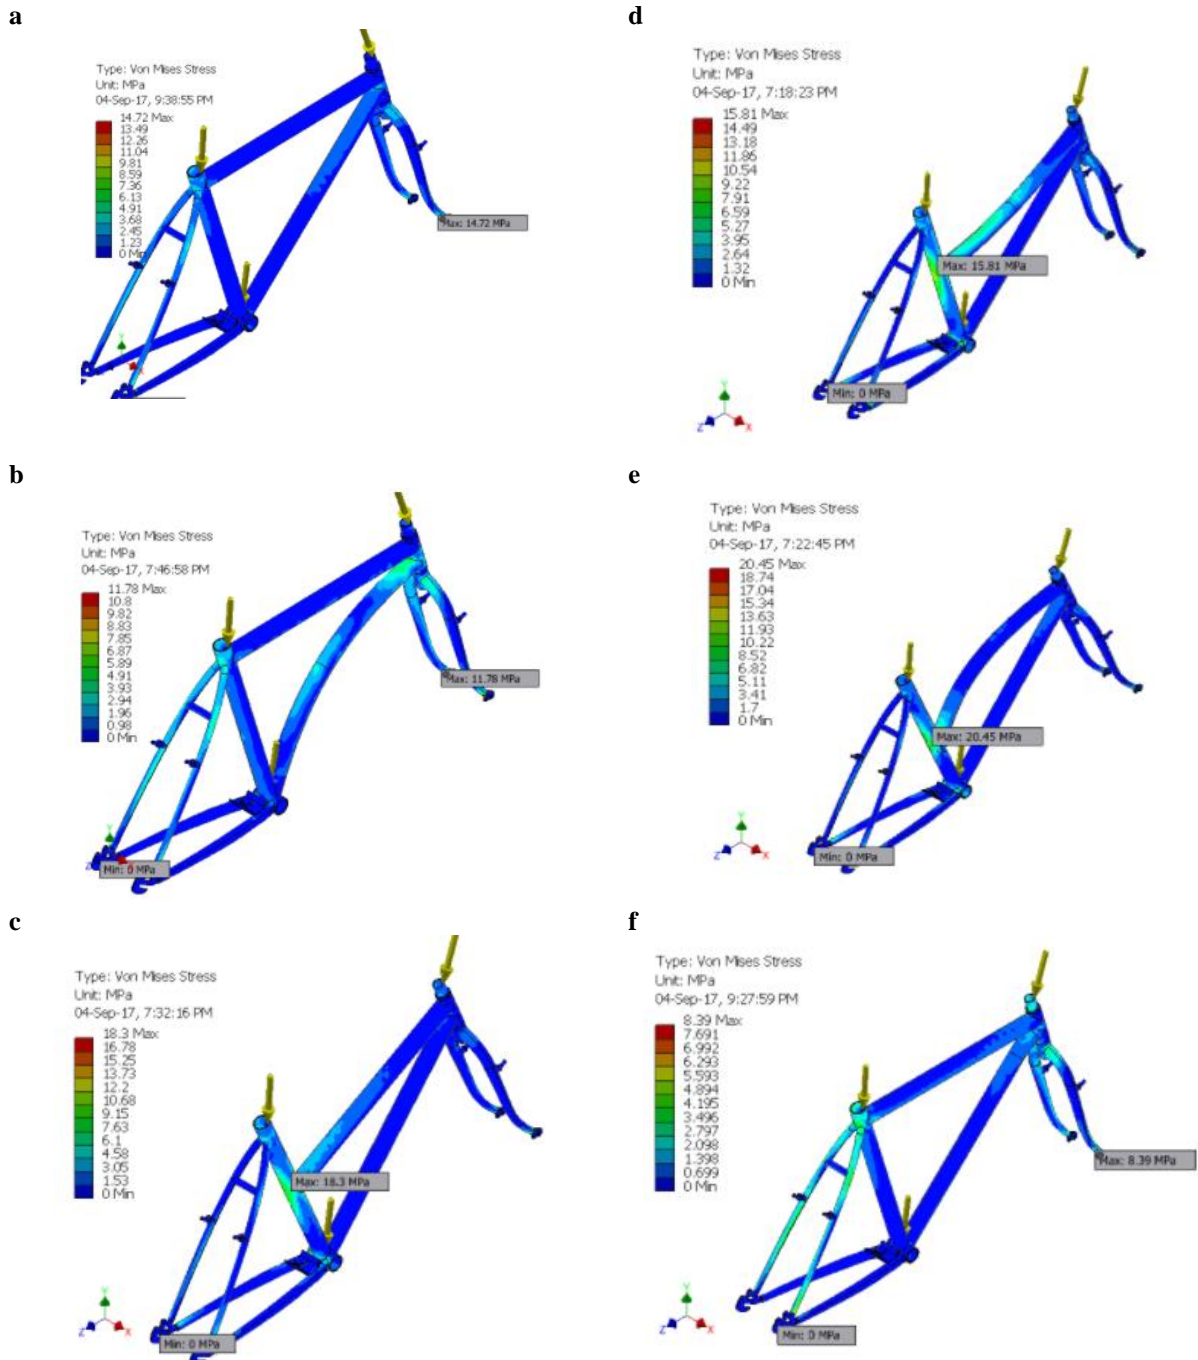 a
Type: Von Mises Stress
Unit: MPa
04-Sep-17, 9:38:55 PM
14.72 Max
13.49
12.26
11.04
9.81
8.59
7.36
6.13
4.91
3.68
2.45
1.23
0 Min
Max: 14.72 MPa
Y
X
b
Type: Von Mises Stress
Unit: MPa
04-Sep-17, 7:46:58 PM
11.78 Max
10.8
9.82
8.83
7.85
6.87
5.89
4.91
3.93
2.94
1.96
0.98
0 Min
Max: 11.78 MPa
Z
Min: 0 MPa
c
Type: Von Mises Stress
Unit: MPa
04-Sep-17, 7:32:16 PM
18.3 Max
16.78
15.25
13.73
12.2
10.68
9.15
7.63
6.1
4.58
3.05
1.53
0 Min
Max: 18.3 MPa
Y
Z
X
Min: 0 MPa
d
Type: Von Mises Stress
Unit: MPa
04-Sep-17, 7:18:23 PM
15.81 Max
14.49
13.18
11.86
10.54
9.22
7.91
6.59
5.27
3.95
2.64
1.32
0 Min
Max: 15.81 MPa
Min: 0 MPa
Y
Z
X
e
Type: Von Mises Stress
Unit: MPa
04-Sep-17, 7:22:45 PM
20.45 Max
18.74
17.04
15.34
13.63
11.93
10.22
8.52
6.82
5.11
3.41
1.7
0 Min
Max: 20.45 MPa
Y
Z
X
Min: 0 MPa
f
Type: Von Mises Stress
Unit: MPa
04-Sep-17, 9:27:59 PM
8.39 Max
7.691
6.992
6.293
5.593
4.894
4.195
3.496
2.797
2.098
1.398
0.699
0 Min
Max: 8.39 MPa
Y
Z
X
Min: 0 MPa